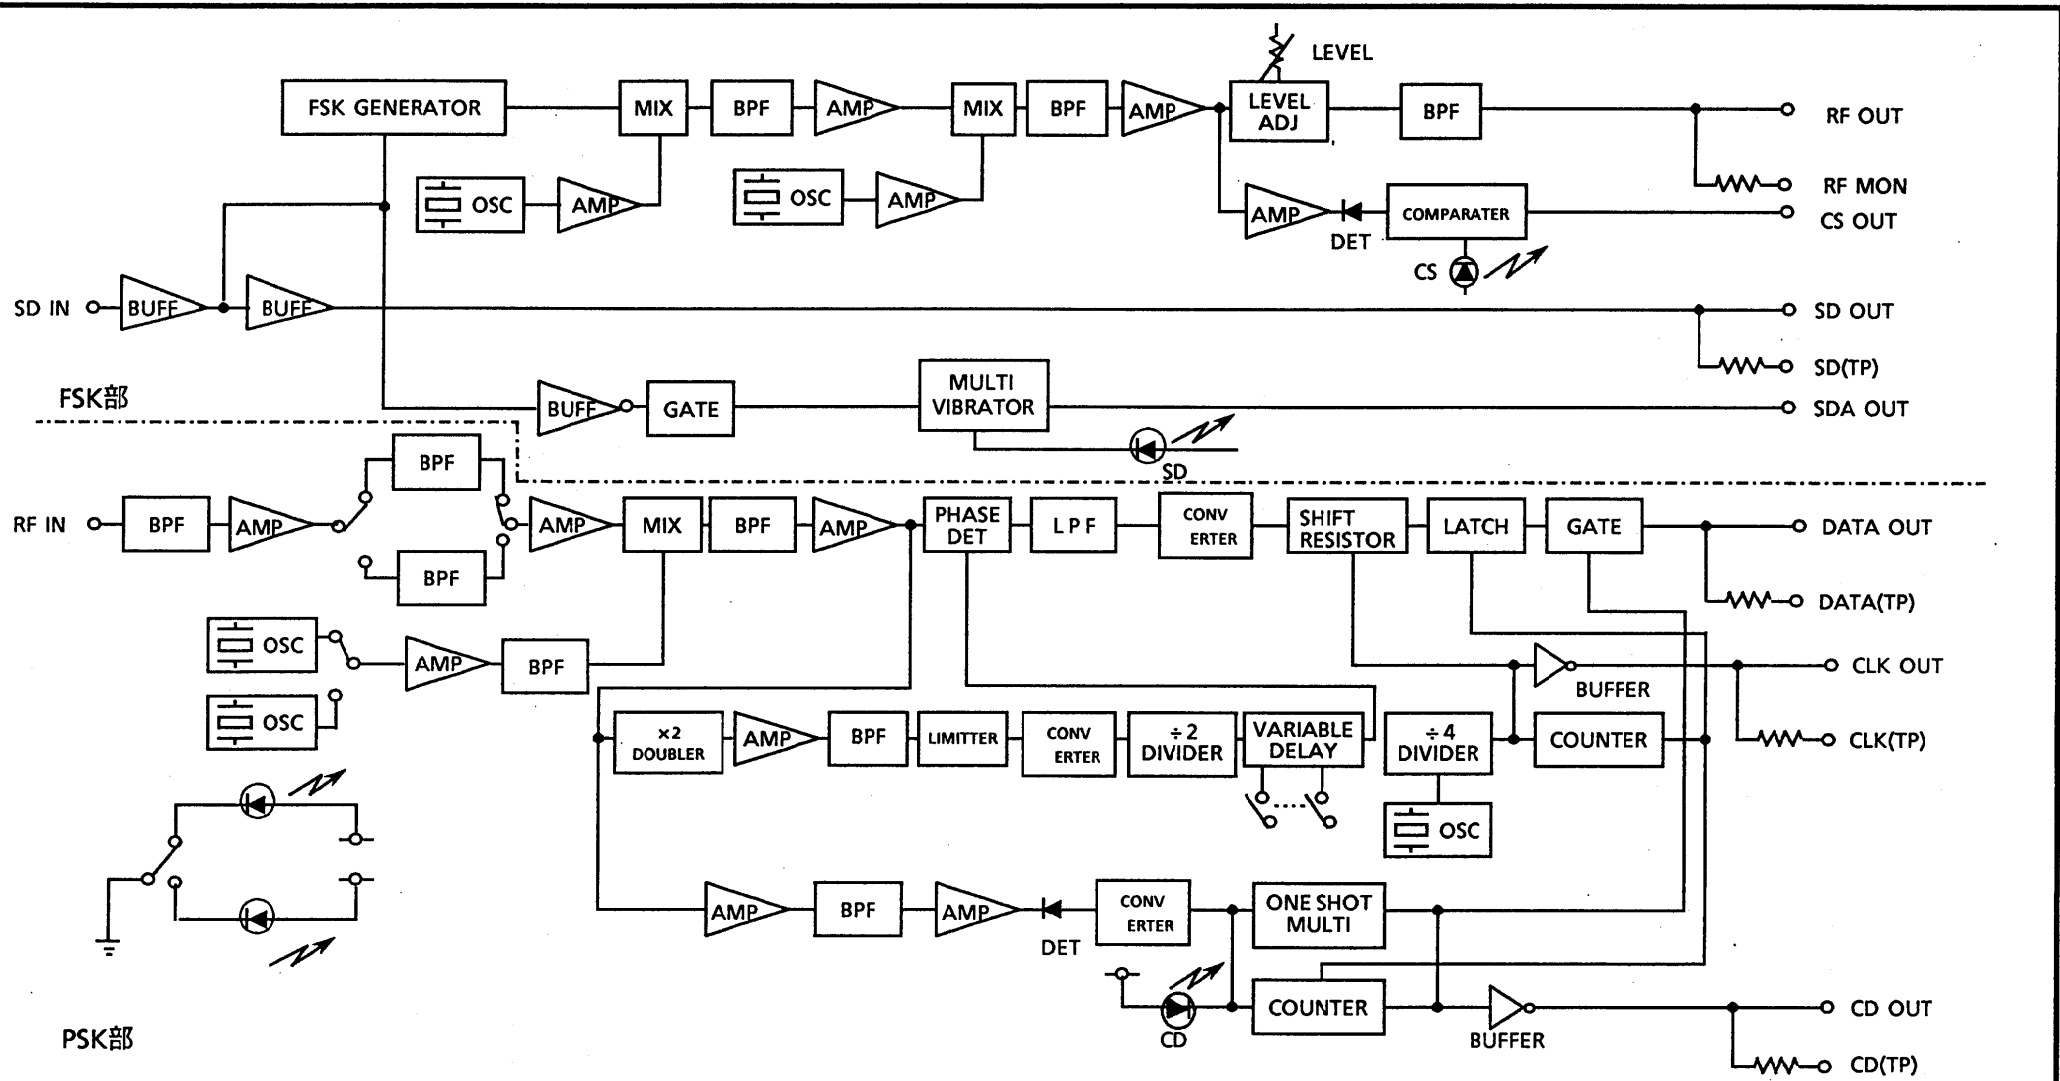 LEVEL
FSK GENERATOR
MIX
BPF
AMP
MIX
BPF
AMP
LEVEL
ADJ
BPF
RF OUT
OSC
AMP
OSC
AMP
RF MON
AMP
DET
COMPARATER
CS OUT
CS
SD IN
BUFF
BUFF
SD OUT
SD(TP)
FSK部
BUFF
GATE
MULTI
VIBRATOR
SDA OUT
SD
BPF
RF IN
BPF
AMP
BPF
AMP
MIX
BPF
AMP
PHASE
DET
LPF
CONV
ERTER
SHIFT
RESISTOR
LATCH
GATE
DATA OUT
DATA(TP)
OSC
AMP
BPF
OSC
BUFFER
CLK OUT
×2
DOUBLER
AMP
BPF
LIMITTER
CONV
ERTER
÷2
DIVIDER
VARIABLE
DELAY
÷4
DIVIDER
COUNTER
CLK(TP)
OSC
AMP
BPF
AMP
DET
CONV
ERTER
ONE SHOT
MULTI
CD
COUNTER
BUFFER
CD OUT
CD(TP)
PSK部